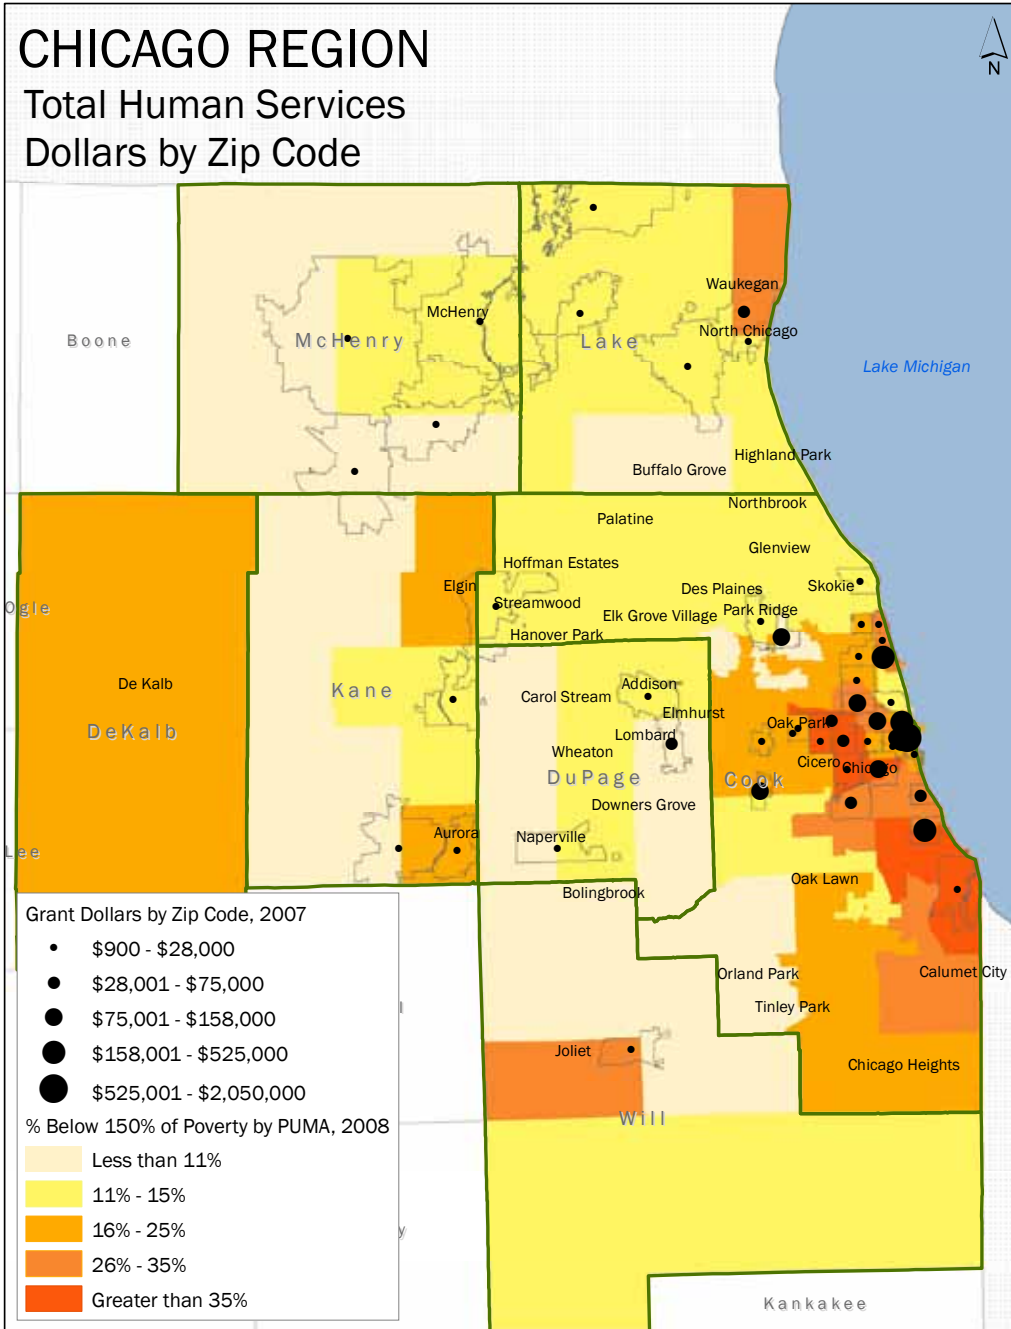 CHICAGO REGION
Total Human Services
Dollars by Zip Code
N
Waukegan
McHenry
North Chicago
Boone
McHenry
Lake
Lake Michigan
Highland Park
Buffalo Grove
Northbrook
Palatine
Glenview
Hoffman Estates
Elgin
Des Plaines
Skokie
Ogle
Streamwood
Elk Grove Village
Park Ridge
Hanover Park
De Kalb
Kane
Addison
Carol Stream
Elmhurst
Oak Park
DeKalb
Lombard
Wheaton
Cicero
Chicago
DuPage
Cook
Downers Grove
Aurora
Naperville
Lee
Oak Lawn
Bolingbrook
Grant Dollars by Zip Code, 2007
$900 - $28,000
$28,001 - $75,000
$75,001 - $158,000
$158,001 - $525,000
$525,001 - $2,050,000
Orland Park
Calumet City
Tinley Park
Joliet
Chicago Heights
Will
% Below 150% of Poverty by PUMA, 2008
Less than 11%
11% - 15%
16% - 25%
26% - 35%
Greater than 35%
Kankakee